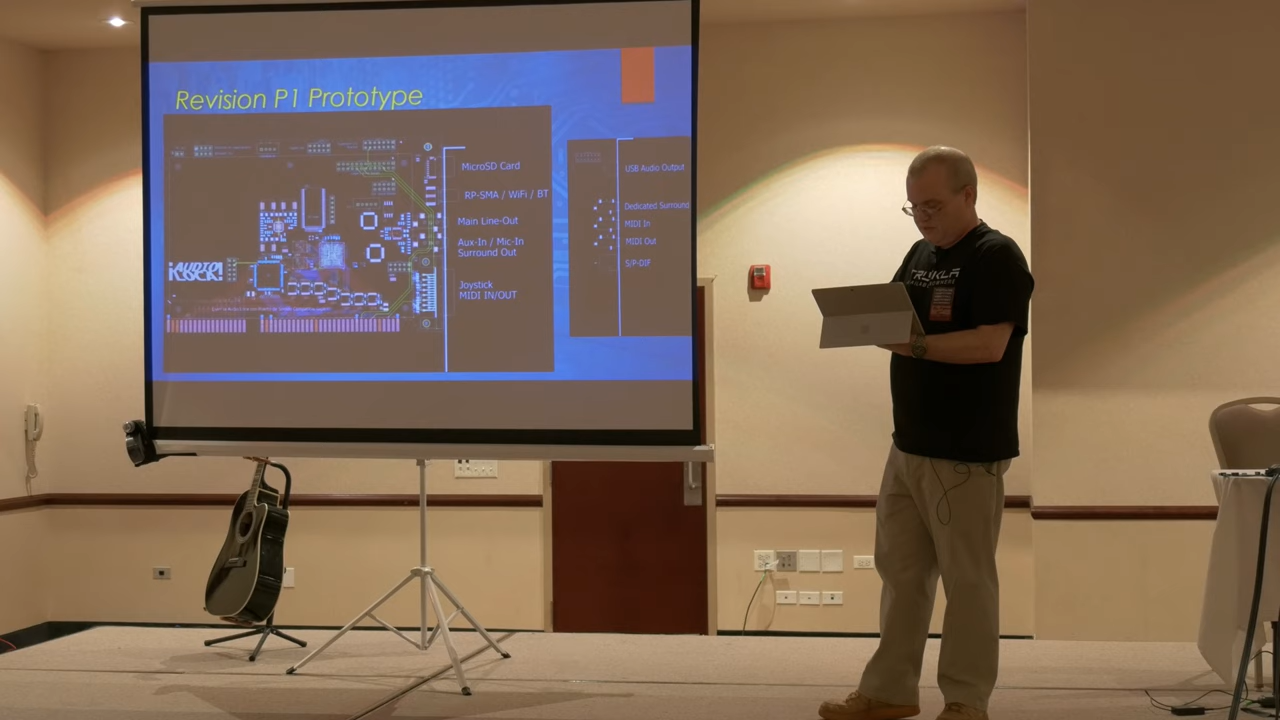 Revision P1 Prototype
MicroSD Card
RP-SMA / WiFi / BT
Main Line-Out
Aux-In / Mic-In
Surround Out
Joystick
MIDI IN/OUT
USB Audio Output
Dedicated Surround
MIDI In
MIDI Out
S/P-DIF
AUDIO